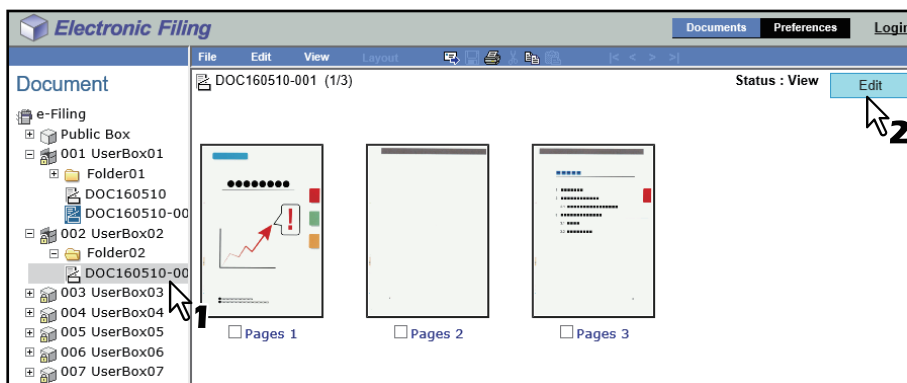 Electronic Filing
Documents Preferences Login
File Edit View Layout |< < > >|
Document
DOC160510-001 (1/3) Status : View Edit
e-Filing
Public Box
001 UserBox01
Folder01
DOC160510
DOC160510-00
002 UserBox02
Folder02
DOC160510-00
003 UserBox03
004 UserBox04
005 UserBox05
006 UserBox06
007 UserBox07
!
Pages 1 Pages 2 Pages 3
1
2